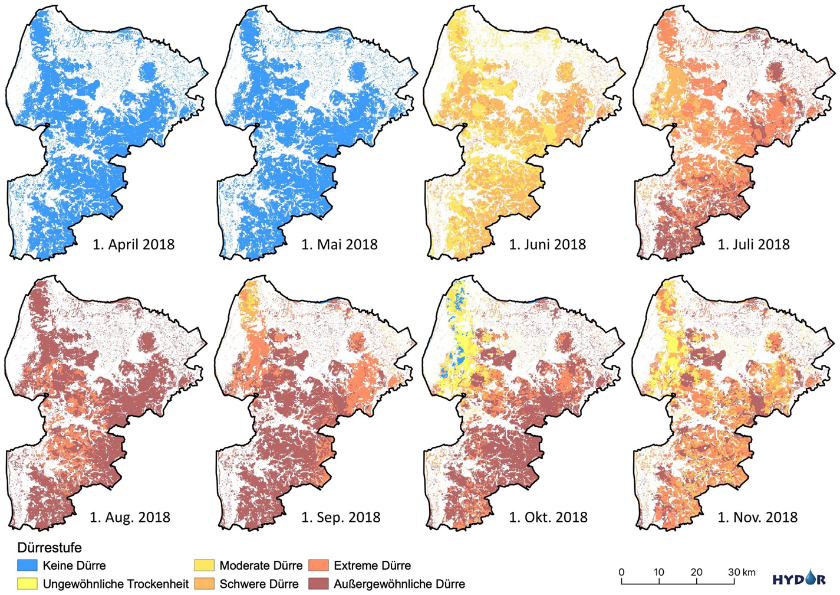 1. April 2018
1. Mai 2018
1. Juni 2018
1. Juli 2018
1. Aug. 2018
1. Sep. 2018
1. Okt. 2018
1. Nov. 2018
Dürrestufe
Keine Dürre
Moderate Dürre
Extreme Dürre
Ungewöhnliche Trockenheit
Schwere Dürre
Außergewöhnliche Dürre
0 10 20 30 km
HYDOR